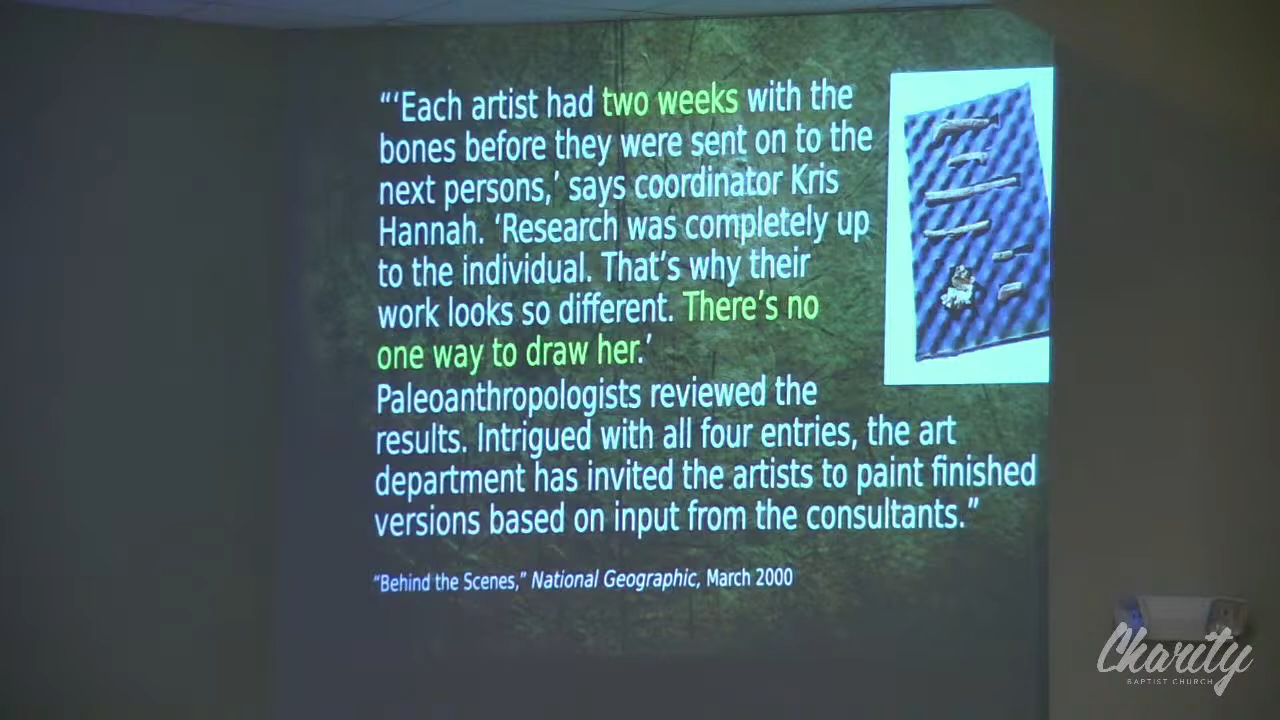 “‘Each artist had two weeks with the
bones before they were sent on to the
next persons,’ says coordinator Kris
Hannah. ‘Research was completely up
to the individual. That’s why their
work looks so different. There’s no
one way to draw her.’
Paleoanthropologists reviewed the
results. Intrigued with all four entries, the art
department has invited the artists to paint finished
versions based on input from the consultants.”
“Behind the Scenes,” National Geographic, March 2000
Charity
BAPTIST CHURCH